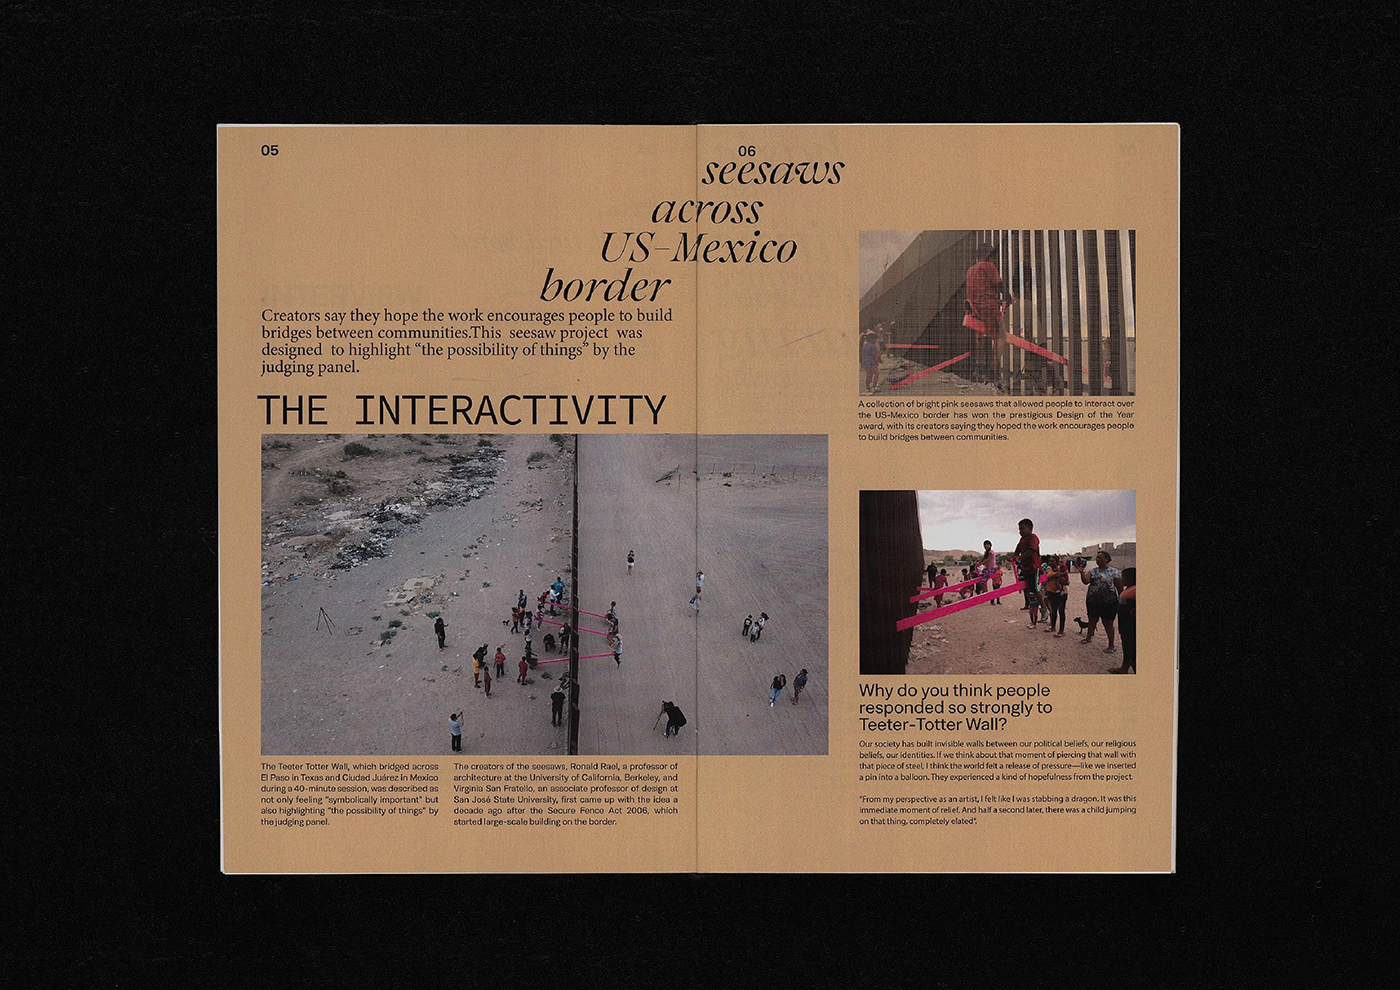 05
06
seesaws
across
US–Mexico
border
Creators say they hope the work encourages people to build
bridges between communities.This seesaw project was
designed to highlight “the possibility of things” by the
judging panel.
THE INTERACTIVITY
The Teeter Totter Wall, which bridged across
El Paso in Texas and Ciudad Juárez in Mexico
during a 40-minute session, was described as
not only feeling “symbolically important” but
also highlighting “the possibility of things” by
the judging panel.
The creators of the seesaws, Ronald Rael, a professor of
architecture at the University of California, Berkeley, and
Virginia San Fratello, an associate professor of design at
San José State University, first came up with the idea a
decade ago after the Secure Fence Act 2006, which
started large-scale building on the border.
A collection of bright pink seesaws that allowed people to interact over
the US-Mexico border has won the prestigious Design of the Year
award, with its creators saying they hoped the work encourages people
to build bridges between communities.
Why do you think people
responded so strongly to
Teeter-Totter Wall?
Our society has built invisible walls between our political beliefs, our religious
beliefs, our identities. If we think about that moment of piercing that wall with
that piece of steel, I think the world felt a release of pressure—like we inserted
a pin into a balloon. They experienced a kind of hopefulness from the project.
“From my perspective as an artist, I felt like I was stabbing a dragon. It was this
immediate moment of relief. And half a second later, there was a child jumping
on that thing, completely elated”.